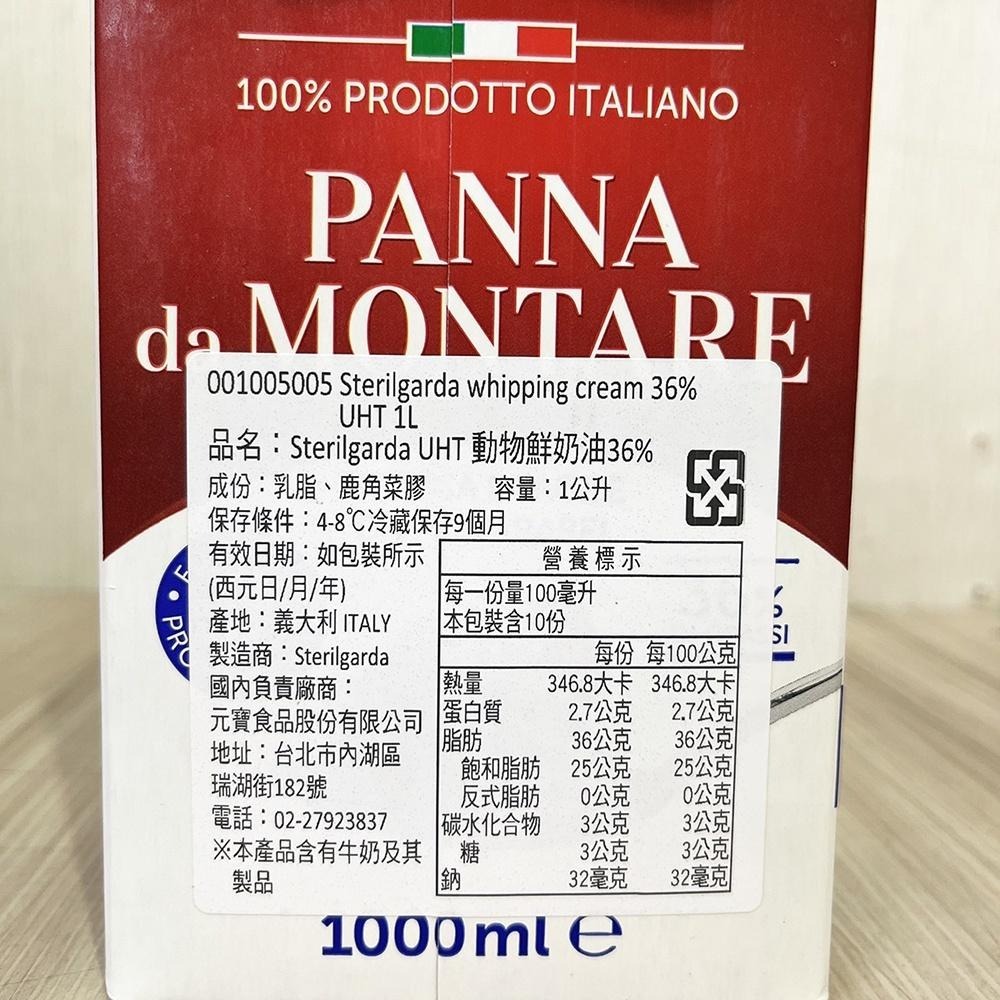 100% PRODOTTO ITALIANO
PANNA
da MONTARE
001005005 Sterilgarda whipping cream 36%
UHT 1L
品名：Sterilgarda UHT 動物鮮奶油36%
成份：乳脂、鹿角菜膠 容量：1公升
保存條件：4-8℃冷藏保存9個月
有效日期：如包裝所示
(西元日/月/年)
產地：義大利 ITALY
製造商：Sterilgarda
國內負責廠商：
元寶食品股份有限公司
地址：台北市內湖區
瑞湖街182號
電話：02-27923837
※本產品含有牛奶及其
製品
營養標示
每一份量100毫升
本包裝含10份
每份 每100公克
熱量 346.8大卡 346.8大卡
蛋白質 2.7公克 2.7公克
脂肪 36公克 36公克
飽和脂肪 25公克 25公克
反式脂肪 0公克 0公克
碳水化合物 3公克 3公克
糖 3公克 3公克
鈉 32毫克 32毫克
1000 ml e